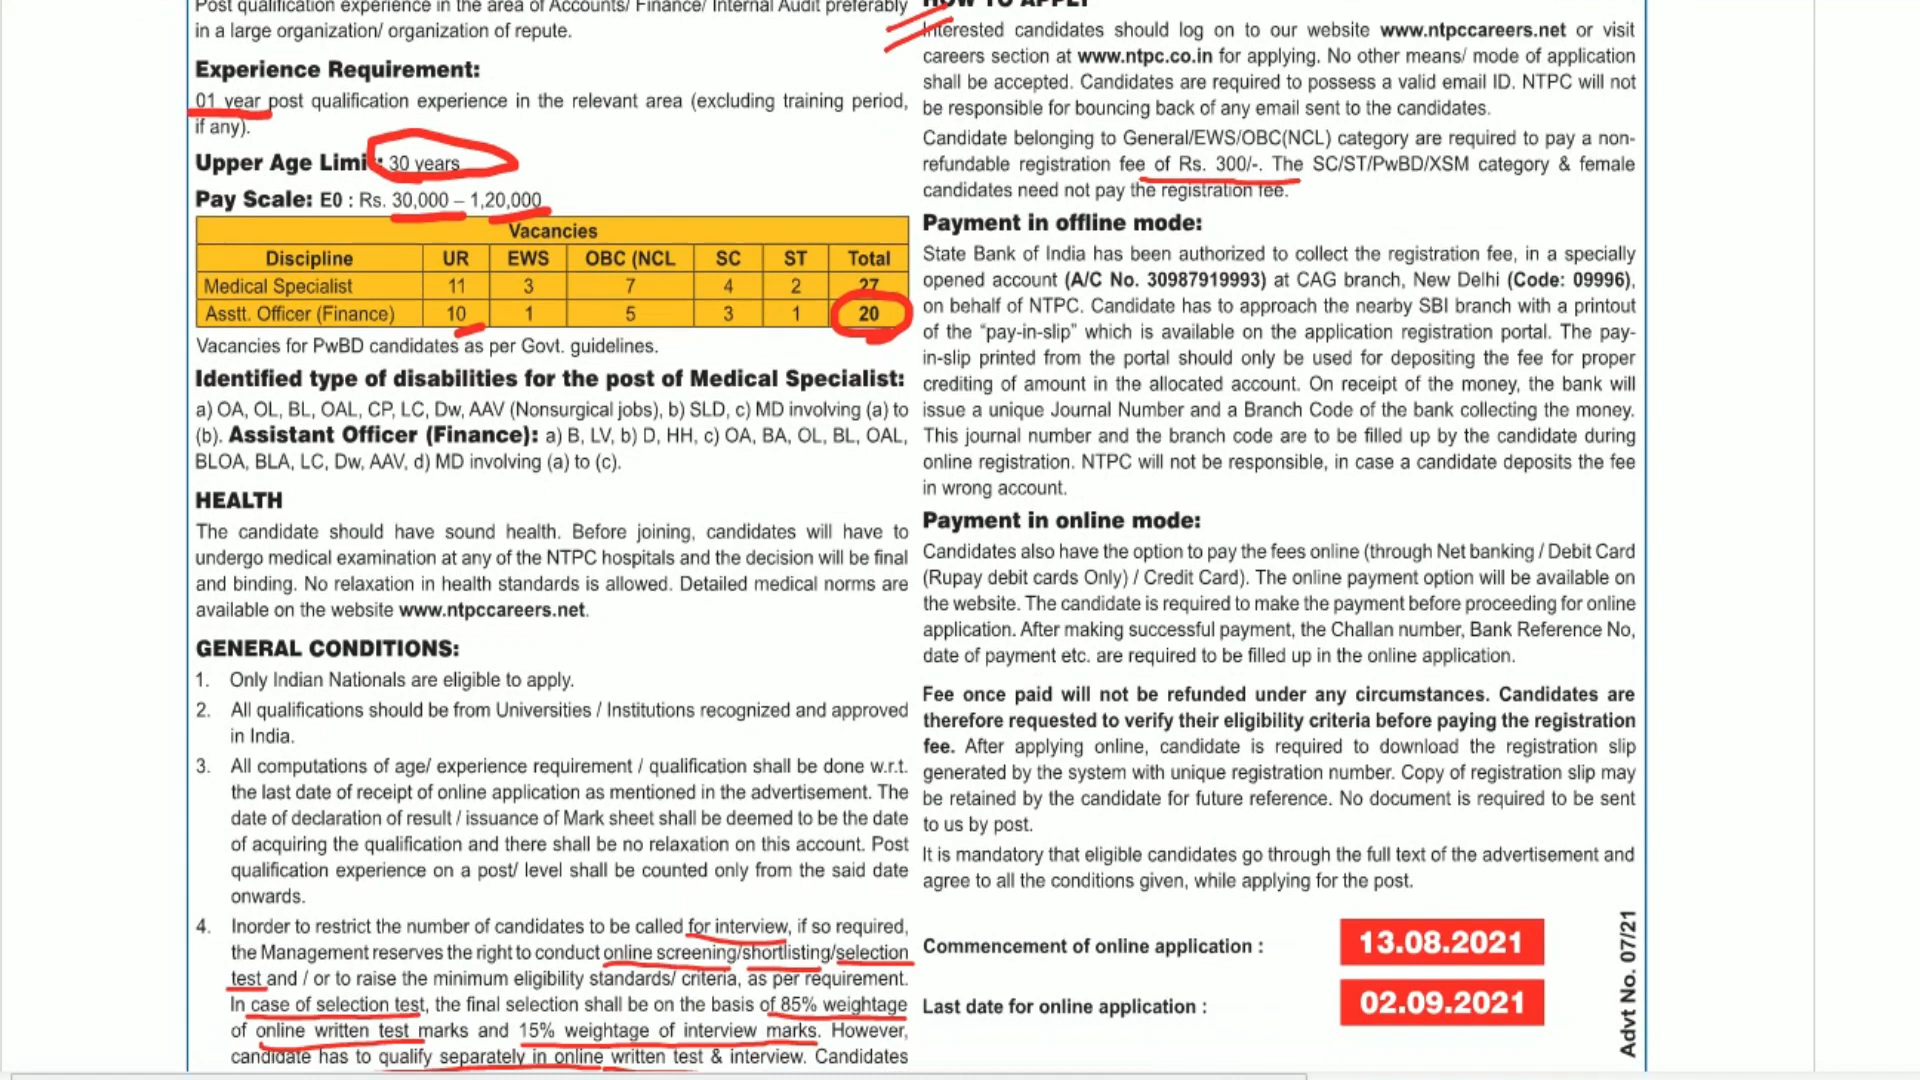 Post qualification experience in the area of Accounts/ Finance/ Internal Audit preferably
in a large organization/ organization of repute.
Experience Requirement:
01 year post qualification experience in the relevant area (excluding training period,
if any).
Upper Age Limit: 30 years
Pay Scale: E0 : Rs. 30,000 – 1,20,000
Vacancies
Discipline UR EWS OBC (NCL SC ST Total
Medical Specialist 11 3 7 4 2 27
Asstt. Officer (Finance) 10 1 5 3 1 20
Vacancies for PwBD candidates as per Govt. guidelines.
Identified type of disabilities for the post of Medical Specialist:
a) OA, OL, BL, OAL, CP, LC, Dw, AAV (Nonsurgical jobs), b) SLD, c) MD involving (a) to
(b). Assistant Officer (Finance): a) B, LV, b) D, HH, c) OA, BA, OL, BL, OAL,
BLOA, BLA, LC, Dw, AAV, d) MD involving (a) to (c).
HEALTH
The candidate should have sound health. Before joining, candidates will have to
undergo medical examination at any of the NTPC hospitals and the decision will be final
and binding. No relaxation in health standards is allowed. Detailed medical norms are
available on the website www.ntpccareers.net.
GENERAL CONDITIONS:
1. Only Indian Nationals are eligible to apply.
2. All qualifications should be from Universities / Institutions recognized and approved
in India.
3. All computations of age/ experience requirement / qualification shall be done w.r.t.
the last date of receipt of online application as mentioned in the advertisement. The
date of declaration of result / issuance of Mark sheet shall be deemed to be the date
of acquiring the qualification and there shall be no relaxation on this account. Post
qualification experience on a post/ level shall be counted only from the said date
onwards.
4. Inorder to restrict the number of candidates to be called for interview, if so required,
the Management reserves the right to conduct online screening/shortlisting/selection
test and / or to raise the minimum eligibility standards/ criteria, as per requirement.
In case of selection test, the final selection shall be on the basis of 85% weightage
of online written test marks and 15% weightage of interview marks. However,
candidate has to qualify separately in online written test & interview. Candidates
HOW TO APPLY
Interested candidates should log on to our website www.ntpccareers.net or visit
careers section at www.ntpc.co.in for applying. No other means/ mode of application
shall be accepted. Candidates are required to possess a valid email ID. NTPC will not
be responsible for bouncing back of any email sent to the candidates.
Candidate belonging to General/EWS/OBC(NCL) category are required to pay a non-
refundable registration fee of Rs. 300/-. The SC/ST/PwBD/XSM category & female
candidates need not pay the registration fee.
Payment in offline mode:
State Bank of India has been authorized to collect the registration fee, in a specially
opened account (A/C No. 30987919993) at CAG branch, New Delhi (Code: 09996),
on behalf of NTPC. Candidate has to approach the nearby SBI branch with a printout
of the “pay-in-slip” which is available on the application registration portal. The pay-
in-slip printed from the portal should only be used for depositing the fee for proper
crediting of amount in the allocated account. On receipt of the money, the bank will
issue a unique Journal Number and a Branch Code of the bank collecting the money.
This journal number and the branch code are to be filled up by the candidate during
online registration. NTPC will not be responsible, in case a candidate deposits the fee
in wrong account.
Payment in online mode:
Candidates also have the option to pay the fees online (through Net banking / Debit Card
(Rupay debit cards Only) / Credit Card). The online payment option will be available on
the website. The candidate is required to make the payment before proceeding for online
application. After making successful payment, the Challan number, Bank Reference No,
date of payment etc. are required to be filled up in the online application.
Fee once paid will not be refunded under any circumstances. Candidates are
therefore requested to verify their eligibility criteria before paying the registration
fee. After applying online, candidate is required to download the registration slip
generated by the system with unique registration number. Copy of registration slip may
be retained by the candidate for future reference. No document is required to be sent
to us by post.
It is mandatory that eligible candidates go through the full text of the advertisement and
agree to all the conditions given, while applying for the post.
Commencement of online application : 13.08.2021
Last date for online application : 02.09.2021
Advt No. 07/21